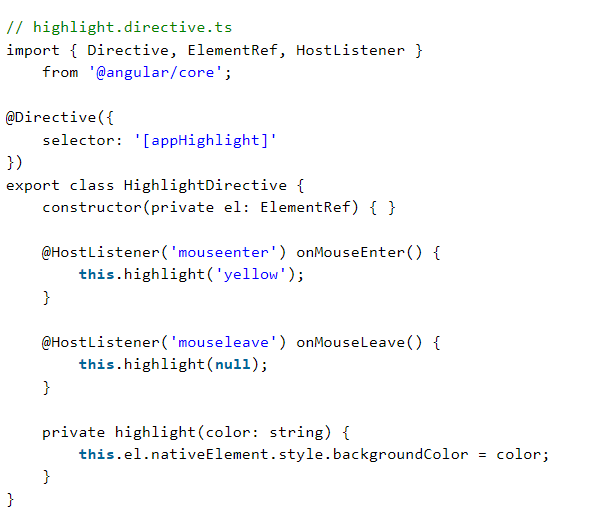 // highlight.directive.ts
import { Directive, ElementRef, HostListener }
    from '@angular/core';

@Directive({
    selector: '[appHighlight]'
})
export class HighlightDirective {
    constructor(private el: ElementRef) { }

    @HostListener('mouseenter') onMouseEnter() {
        this.highlight('yellow');
    }

    @HostListener('mouseleave') onMouseLeave() {
        this.highlight(null);
    }

    private highlight(color: string) {
        this.el.nativeElement.style.backgroundColor = color;
    }
}